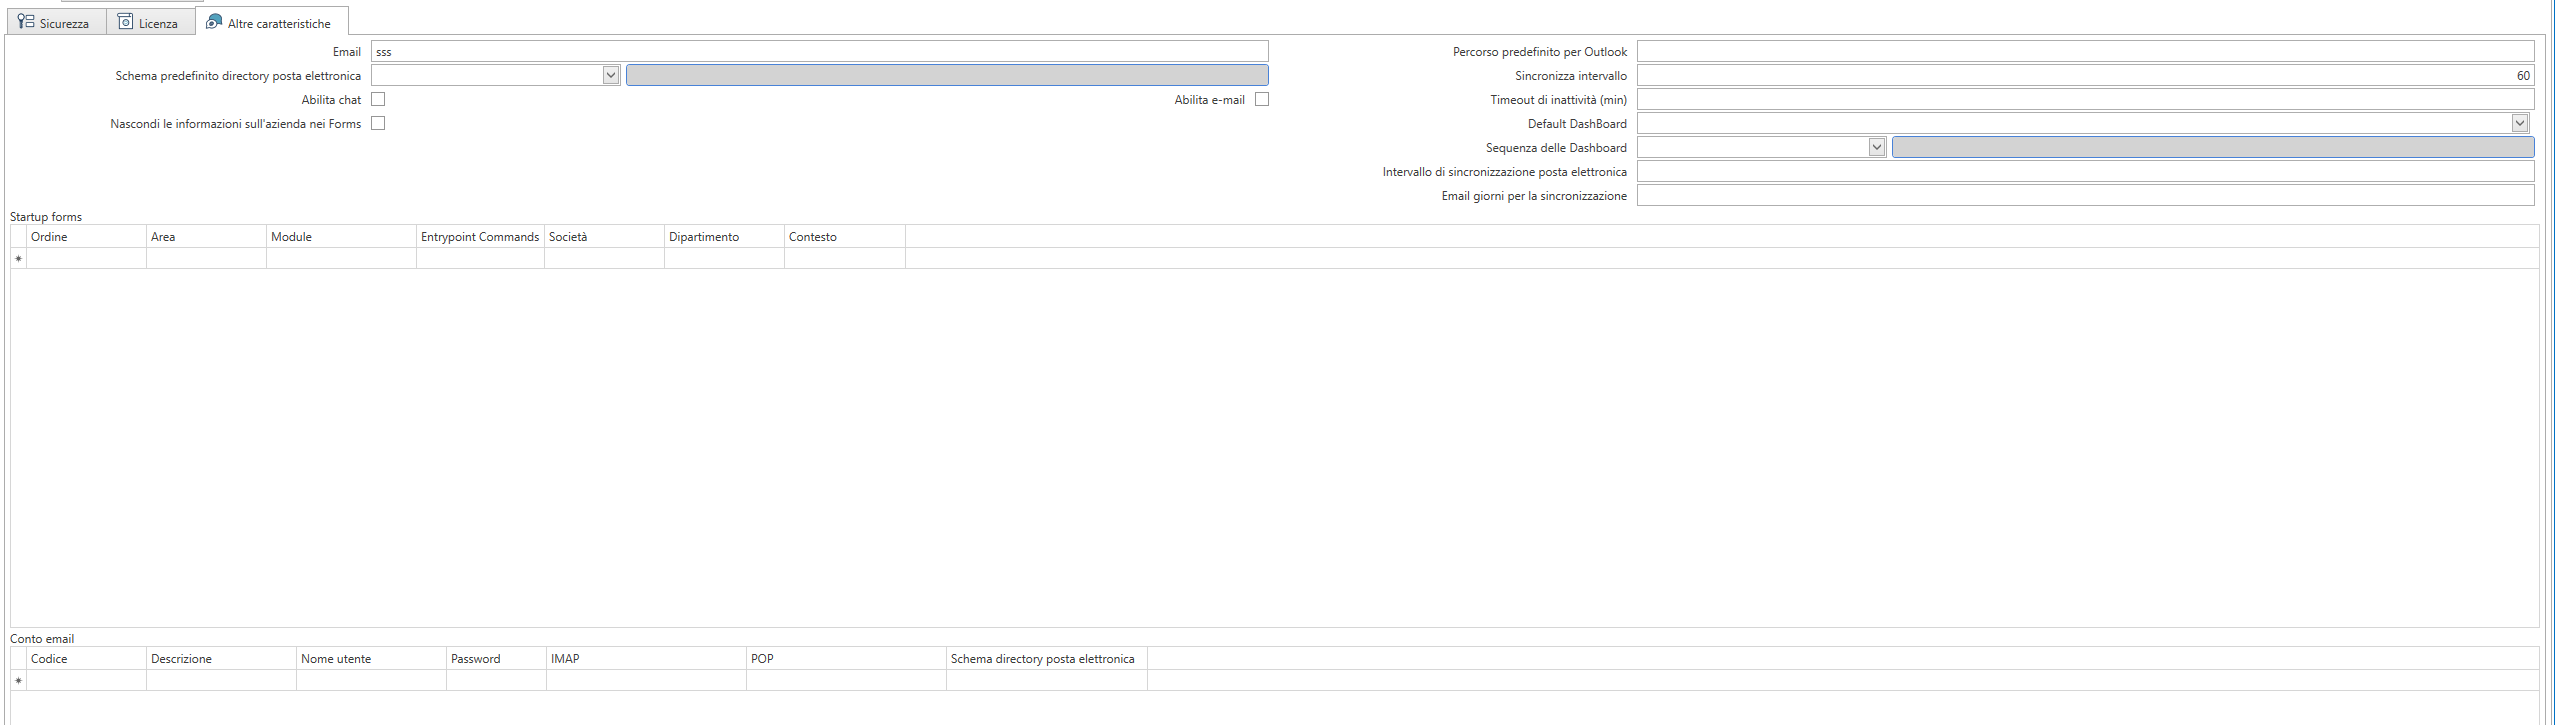 Sicurezza Licenza Altre caratteristiche
Email sss Percorso predefinito per Outlook
Schema predefinito directory posta elettronica Sincronizza intervallo 60
Abilita chat Abilita e-mail Timeout di inattività (min)
Nascondi le informazioni sull'azienda nei Forms Default DashBoard
Sequenza delle Dashboard
Intervallo di sincronizzazione posta elettronica
Email giorni per la sincronizzazione
Startup forms
Ordine Area Module Entrypoint Commands Società Dipartimento Contesto
Conto email
Codice Descrizione Nome utente Password IMAP POP Schema directory posta elettronica